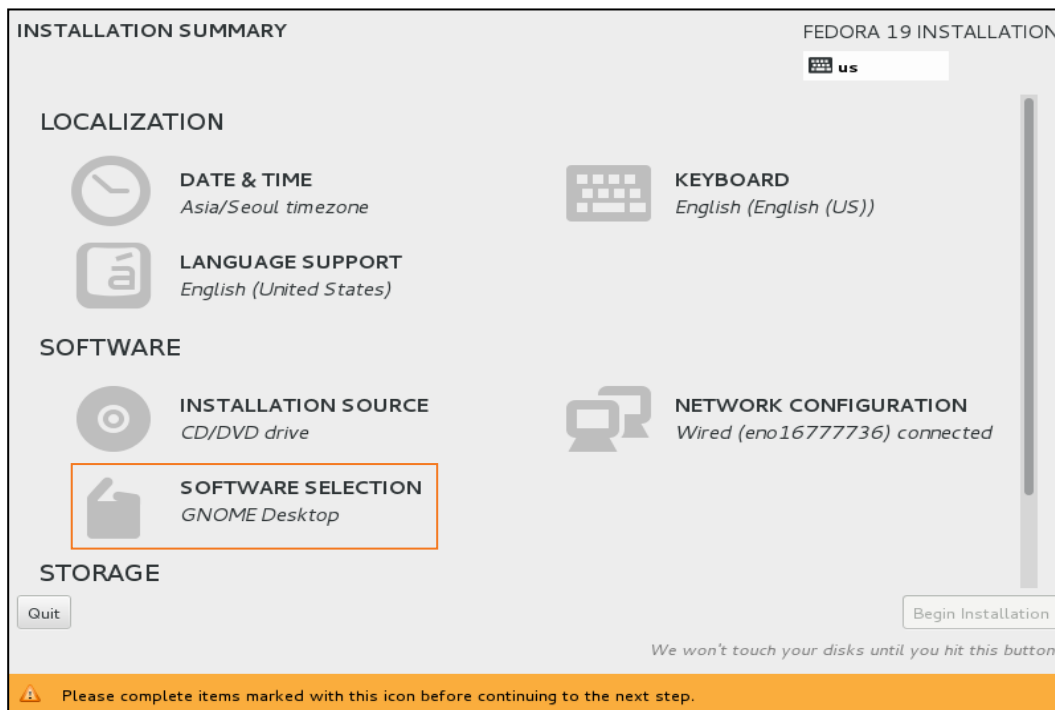 INSTALLATION SUMMARY
FEDORA 19 INSTALLATION
us
LOCALIZATION
DATE & TIME
Asia/Seoul timezone
KEYBOARD
English (English (US))
LANGUAGE SUPPORT
English (United States)
SOFTWARE
INSTALLATION SOURCE
CD/DVD drive
NETWORK CONFIGURATION
Wired (eno16777736) connected
SOFTWARE SELECTION
GNOME Desktop
STORAGE
Quit
Begin Installation
We won't touch your disks until you hit this button
Please complete items marked with this icon before continuing to the next step.